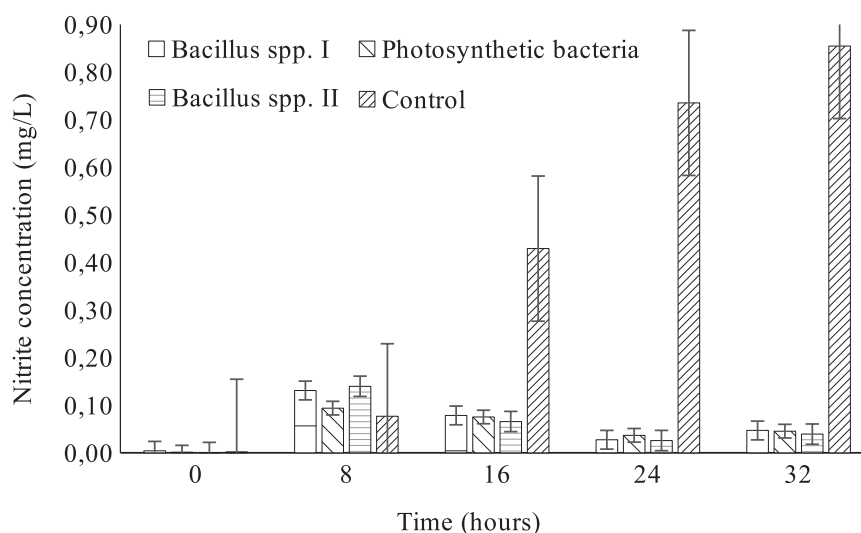 Nitrite concentration (mg/L)
0,90
0,80
0,70
0,60
0,50
0,40
0,30
0,20
0,10
0,00
Bacillus spp. I
Photosynthetic bacteria
Bacillus spp. II
Control
0 8 16 24 32
Time (hours)